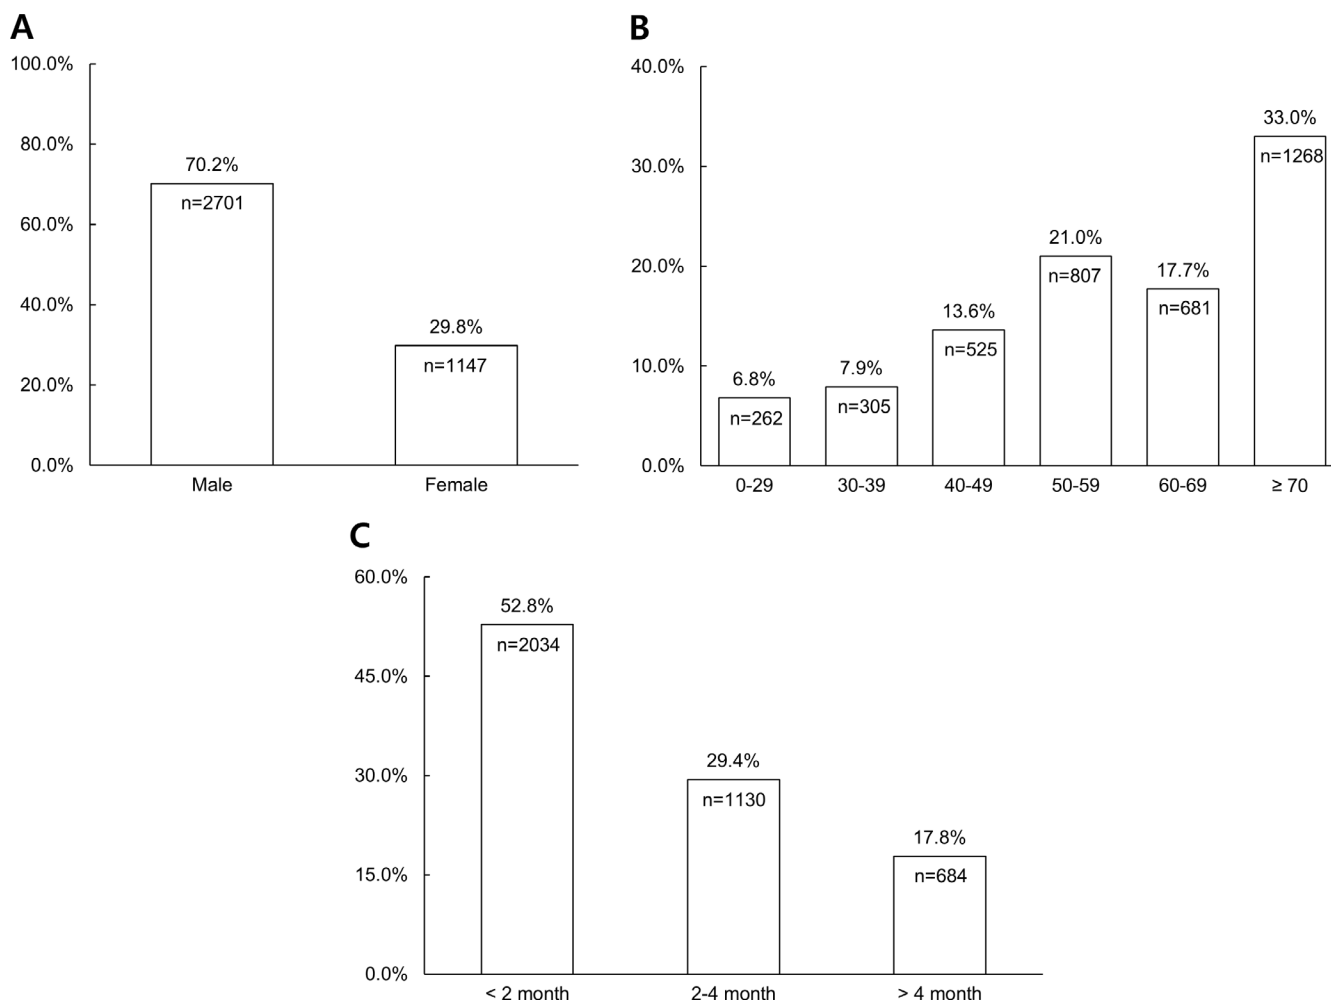 A
100.0%
80.0%
60.0%
40.0%
20.0%
0.0%
70.2%
n=2701
29.8%
n=1147
Male Female
B
40.0%
30.0%
20.0%
10.0%
0.0%
6.8%
n=262
7.9%
n=305
13.6%
n=525
21.0%
n=807
17.7%
n=681
33.0%
n=1268
0-29 30-39 40-49 50-59 60-69 ≥ 70
C
60.0%
45.0%
30.0%
15.0%
0.0%
52.8%
n=2034
29.4%
n=1130
17.8%
n=684
< 2 month 2-4 month > 4 month